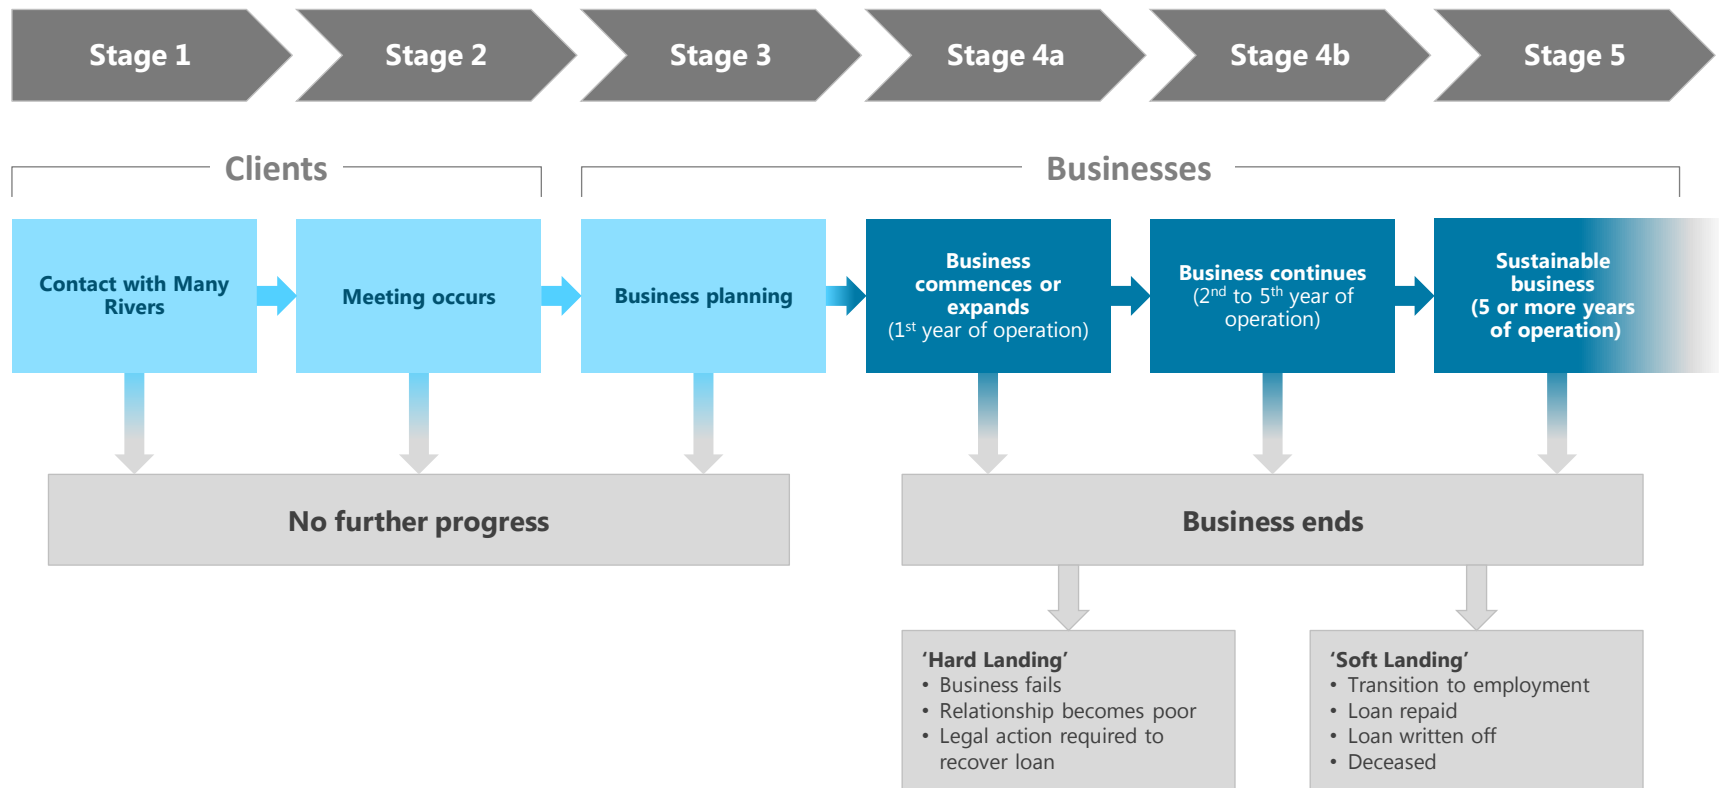 Stage 1
Stage 2
Stage 3
Stage 4a
Stage 4b
Stage 5
Clients
Businesses
Contact with Many
Rivers
Meeting occurs
Business planning
Business
commences or
expands
(1st year of operation)
Business continues
(2nd to 5th year of
operation)
Sustainable
business
(5 or more years
of operation)
No further progress
Business ends
‘Hard Landing’
• Business fails
• Relationship becomes poor
• Legal action required to
recover loan
‘Soft Landing’
• Transition to employment
• Loan repaid
• Loan written off
• Deceased